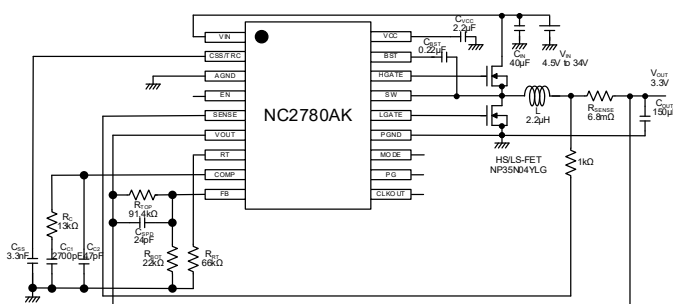 NC2780AK
VIN
CSS/TRC
AGND
EN
SENSE
VOUT
RT
COMP
FB
VCC
BST
HGATE
SW
LGATE
PGND
MODE
PG
CLKOUT
CVCC
2.2µF
CBST
0.22µF
CIN
40µF
VIN
4.5V to 34V
L
2.2µH
RSENSE
6.8mΩ
VOUT
3.3V
COUT
150µF
HS/LS-FET
NP35N04YLG
1kΩ
RTOP
91.4kΩ
CSPD
24pF
RC
13kΩ
CSS
3.3nF
CC1
2700pF
CC2
47pF
RBOT
22kΩ
RRT
66kΩ